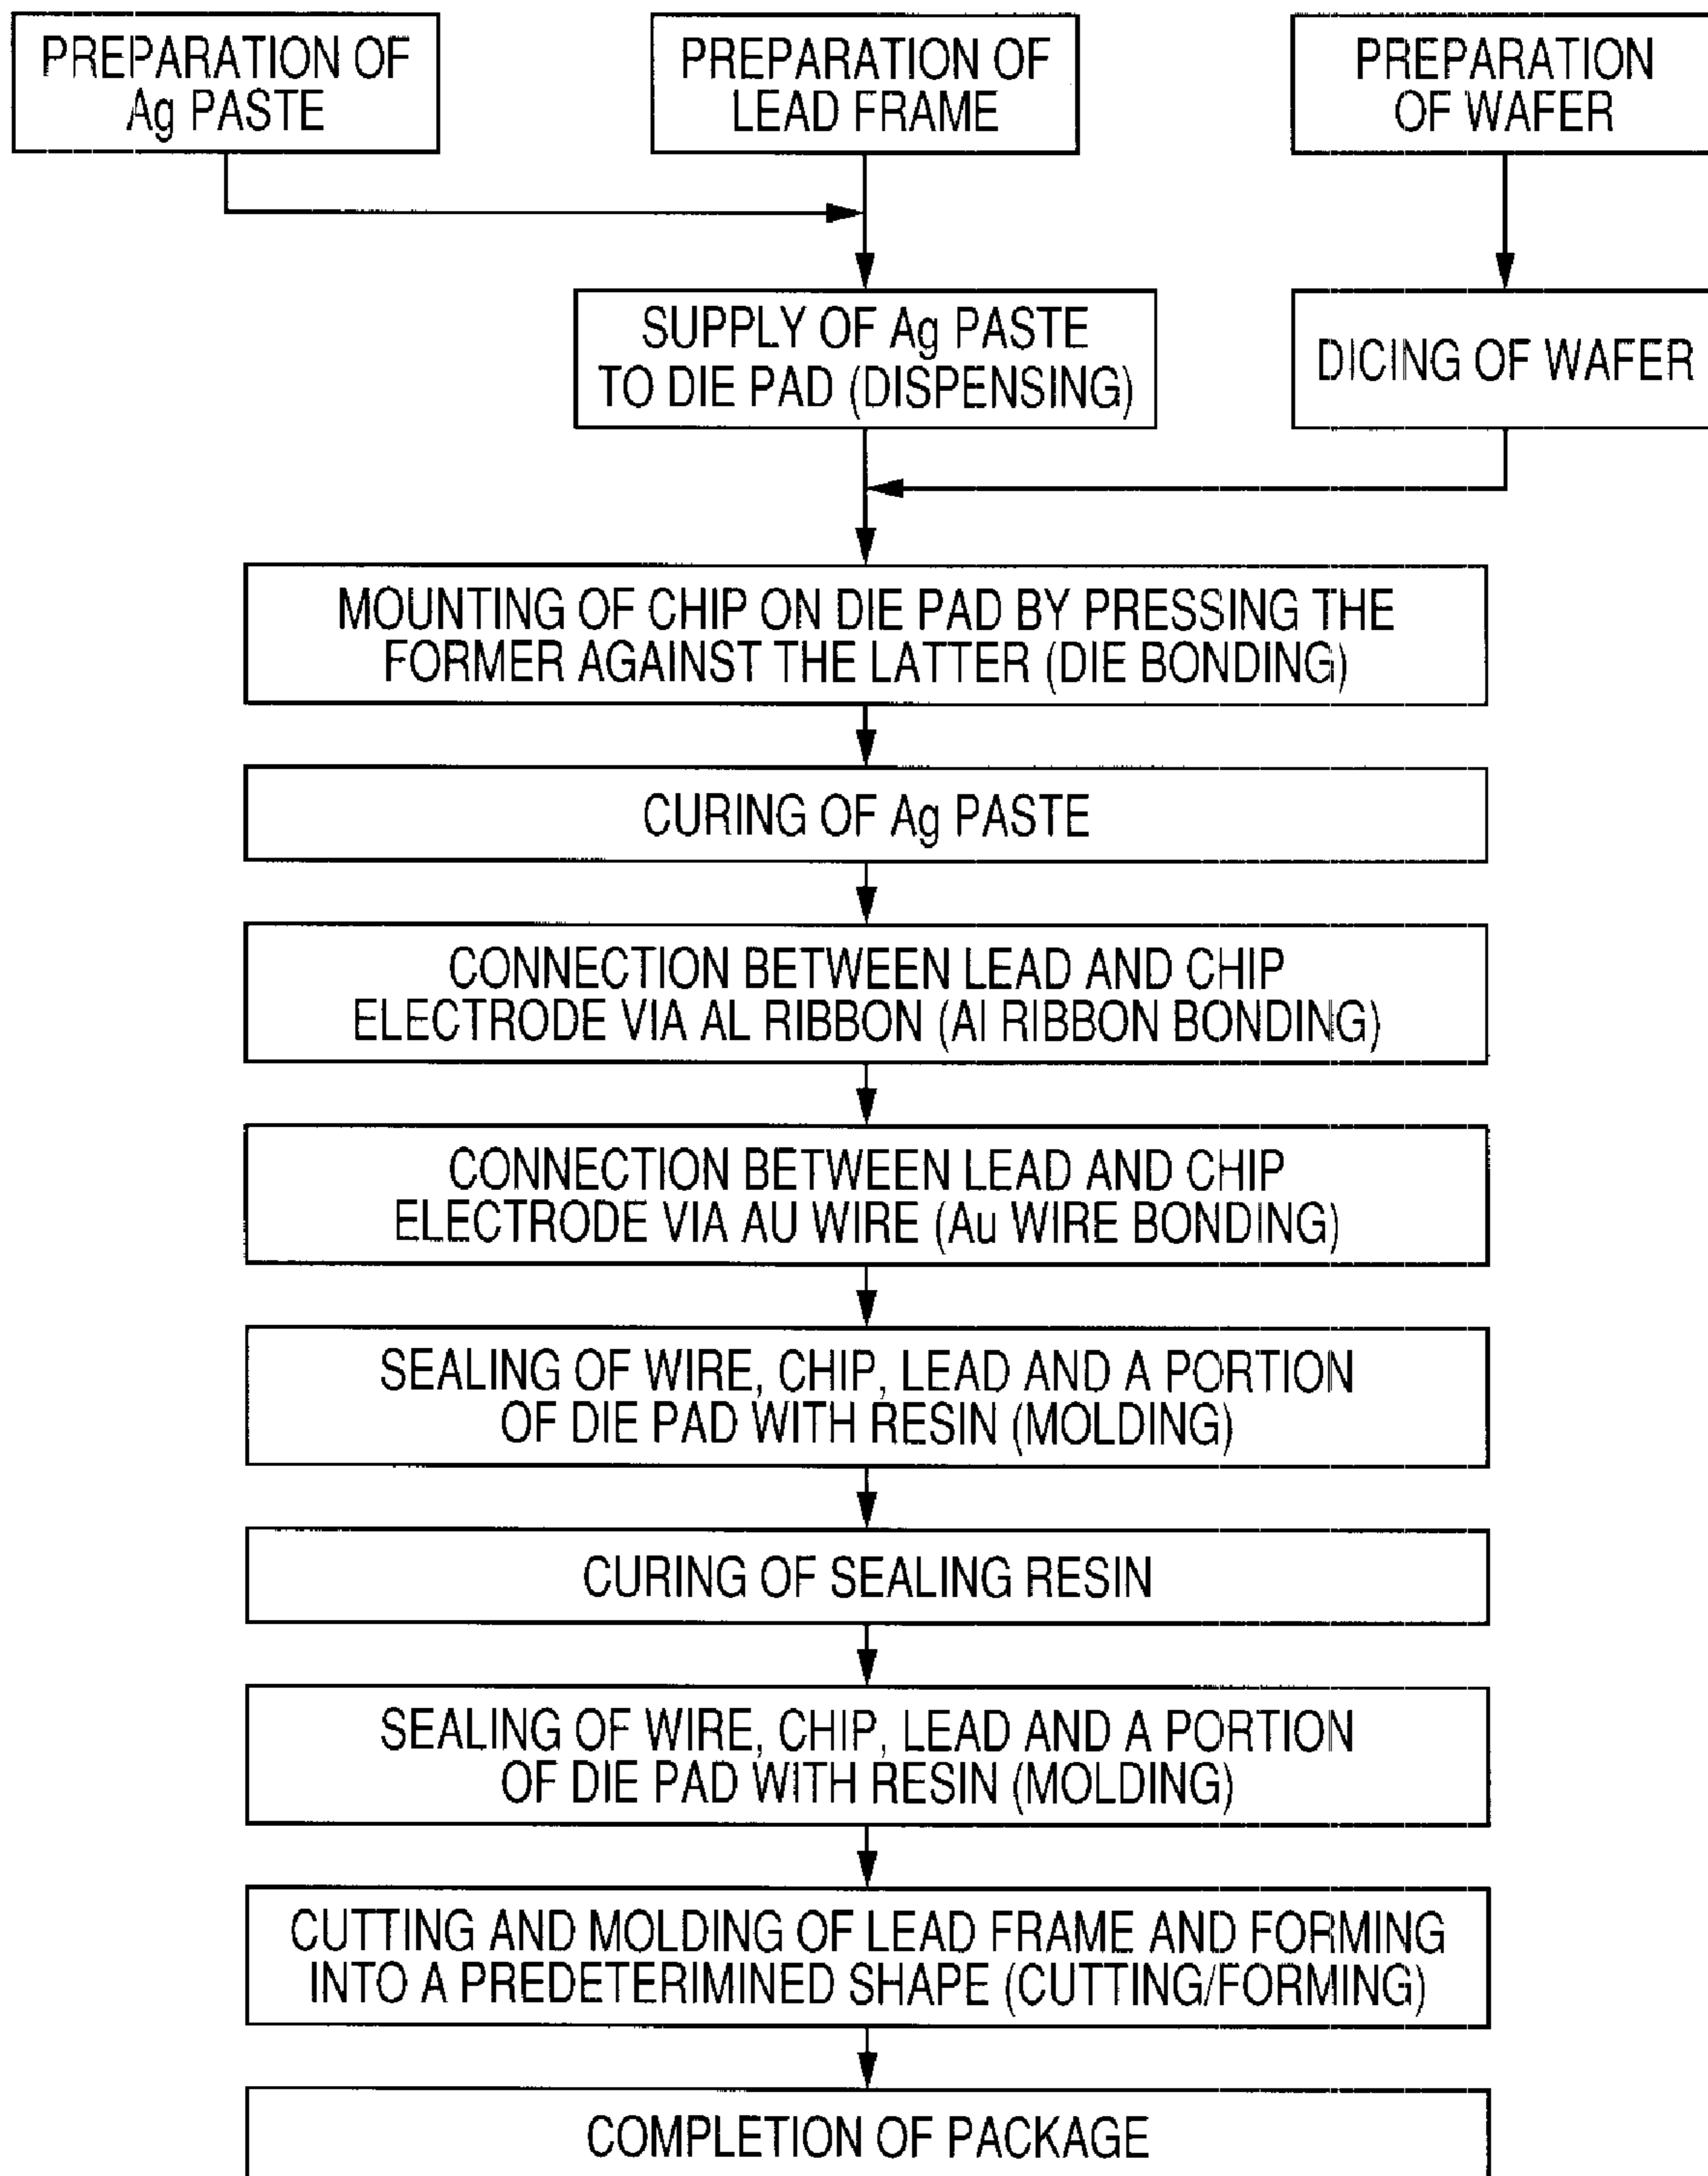 PREPARATION OF
Ag PASTE
PREPARATION OF
LEAD FRAME
PREPARATION
OF WAFER
SUPPLY OF Ag PASTE
TO DIE PAD (DISPENSING)
DICING OF WAFER
MOUNTING OF CHIP ON DIE PAD BY PRESSING THE
FORMER AGAINST THE LATTER (DIE BONDING)
CURING OF Ag PASTE
CONNECTION BETWEEN LEAD AND CHIP
ELECTRODE VIA AL RIBBON (Al RIBBON BONDING)
CONNECTION BETWEEN LEAD AND CHIP
ELECTRODE VIA AU WIRE (Au WIRE BONDING)
SEALING OF WIRE, CHIP, LEAD AND A PORTION
OF DIE PAD WITH RESIN (MOLDING)
CURING OF SEALING RESIN
SEALING OF WIRE, CHIP, LEAD AND A PORTION
OF DIE PAD WITH RESIN (MOLDING)
CUTTING AND MOLDING OF LEAD FRAME AND FORMING
INTO A PREDETERIMINED SHAPE (CUTTING/FORMING)
COMPLETION OF PACKAGE